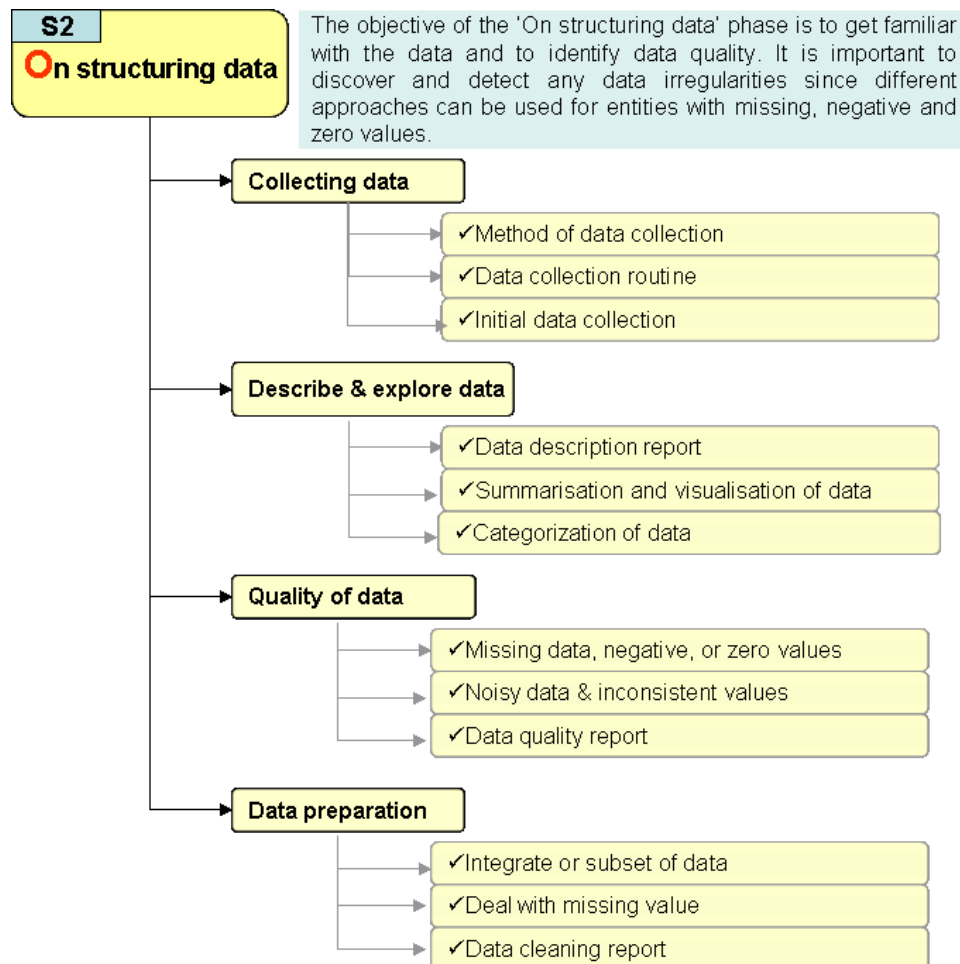 S2
On structuring data
The objective of the 'On structuring data' phase is to get familiar
with the data and to identify data quality. It is important to
discover and detect any data irregularities since different
approaches can be used for entities with missing, negative and
zero values.
Collecting data
✓Method of data collection
✓Data collection routine
✓Initial data collection
Describe & explore data
✓Data description report
✓Summarisation and visualisation of data
✓Categorization of data
Quality of data
✓Missing data, negative, or zero values
✓Noisy data & inconsistent values
✓Data quality report
Data preparation
✓Integrate or subset of data
✓Deal with missing value
✓Data cleaning report